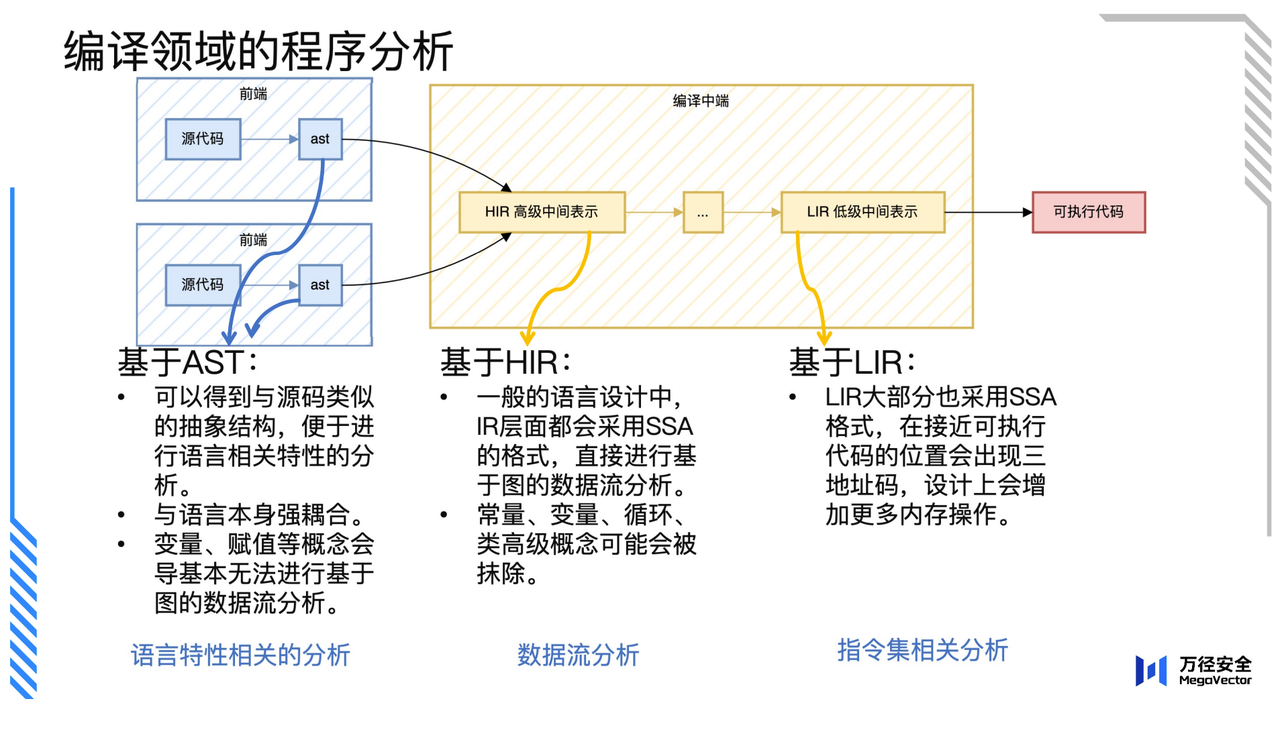 编译领域的程序分析
前端
源代码
ast
前端
源代码
ast
编译中端
HIR 高级中间表示
...
LIR 低级中间表示
可执行代码
基于AST：
• 可以得到与源码类似
的抽象结构，便于进
行语言相关特性的分
析。
• 与语言本身强耦合。
• 变量、赋值等概念会
导基本无法进行基于
图的数据流分析。
语言特性相关的分析
基于HIR：
• 一般的语言设计中，
IR层面都会采用SSA
的格式，直接进行基
于图的数据流分析。
• 常量、变量、循环、
类高级概念可能会被
抹除。
数据流分析
基于LIR：
• LIR大部分也采用SSA
格式，在接近可执行
代码的位置会出现三
地址码，设计上会增
加更多内存操作。
指令集相关分析
万径安全
MegaVector